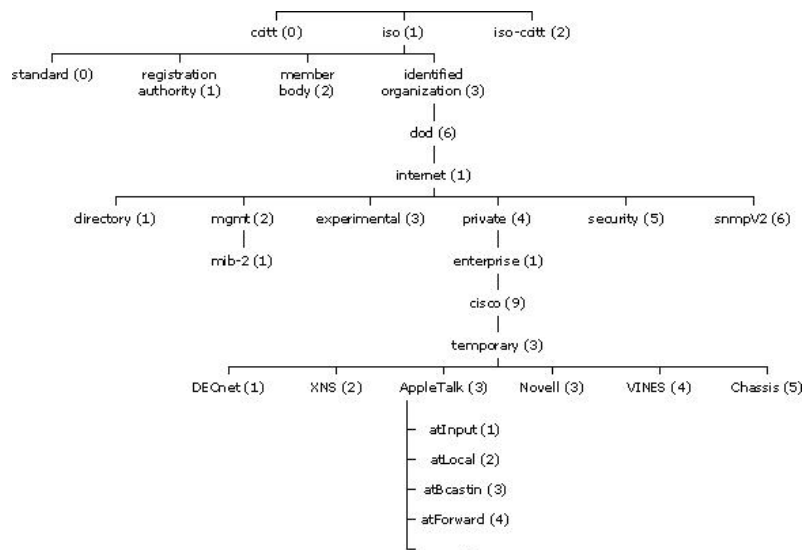 ccitt (0) iso (1) iso-ccitt (2)
standard (0) registration authority (1) member body (2) identified organization (3)
dod (6)
internet (1)
directory (1) mgmt (2) experimental (3) private (4) security (5) snmpV2 (6)
mib-2 (1) enterprise (1)
cisco (9)
temporary (3)
DECnet (1) XNS (2) AppleTalk (3) Novell (3) VINES (4) Chassis (5)
atInput (1)
atLocal (2)
atBcastin (3)
atForward (4)